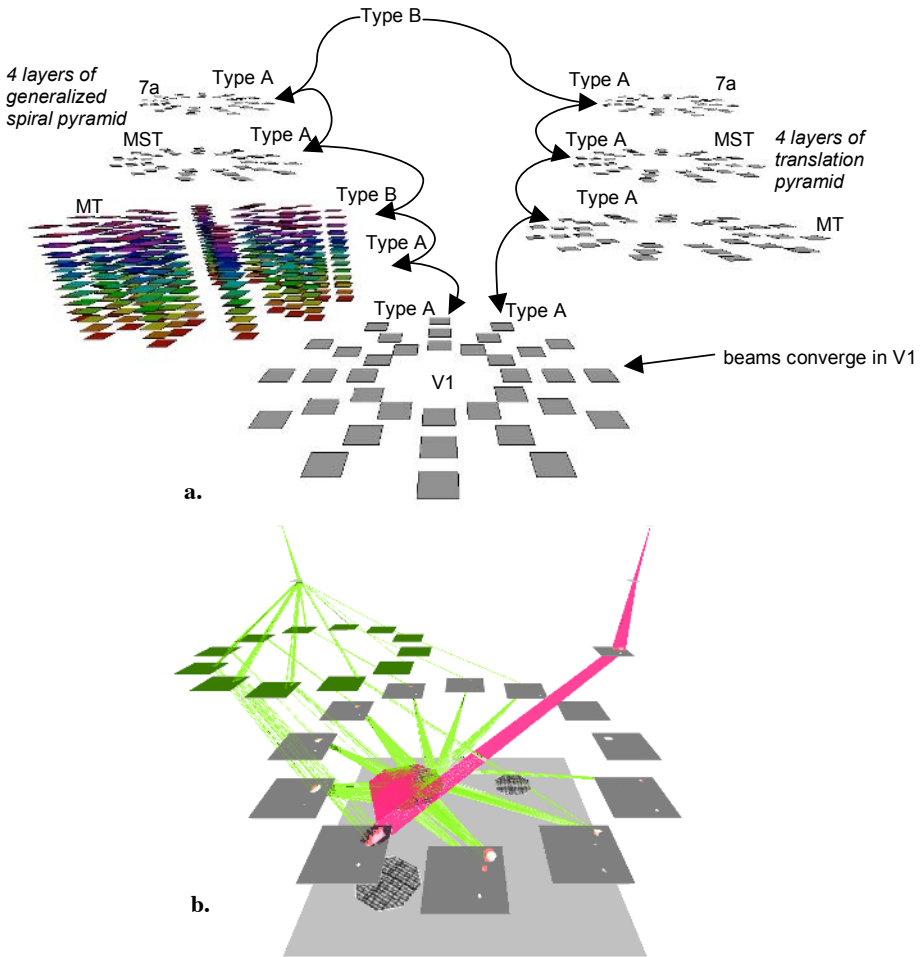 Type B
4 layers of
generalized
spiral pyramid
7a
Type A
Type A
7a
MST
Type A
Type A
MST
4 layers of
translation
pyramid
MT
Type B
Type A
MT
Type A
Type A
Type A
beams converge in V1
V1
a.
b.